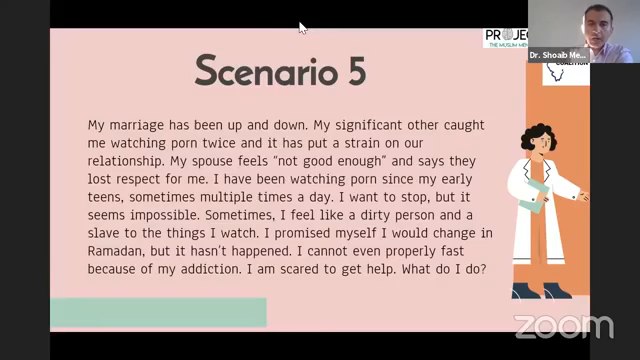 PROJEC
THE MUSLIM MEN
Dr. Shoaib Me...
COALITION
Scenario 5
My marriage has been up and down. My significant other caught
me watching porn twice and it has put a strain on our
relationship. My spouse feels "not good enough" and says they
lost respect for me. I have been watching porn since my early
teens, sometimes multiple times a day. I want to stop, but it
seems impossible. Sometimes, I feel like a dirty person and a
slave to the things I watch. I promised myself I would change in
Ramadan, but it hasn't happened. I cannot even properly fast
because of my addiction. I am scared to get help. What do I do?
zoom